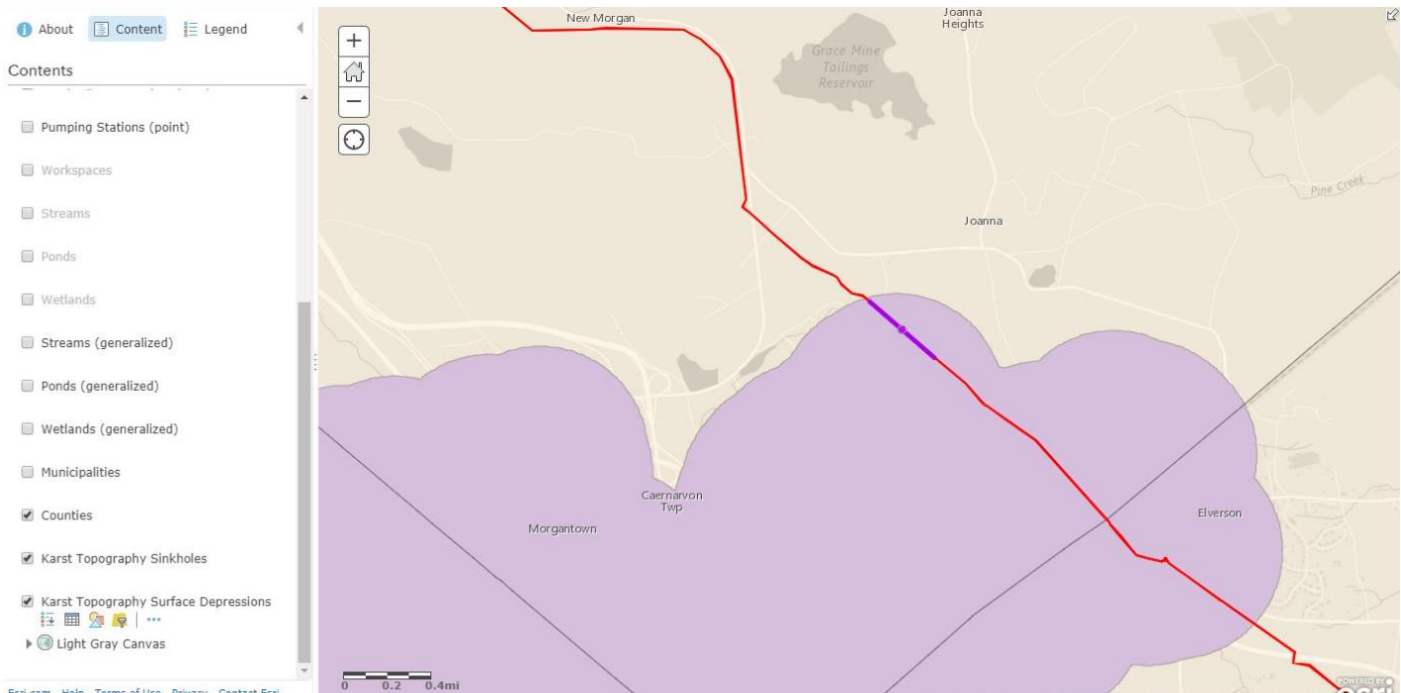 About Content Legend
Contents
Pumping Stations (point)
Workspaces
Streams
Ponds
Wetlands
Streams (generalized)
Ponds (generalized)
Wetlands (generalized)
Municipalities
Counties
Karst Topography Sinkholes
Karst Topography Surface Depressions
Light Gray Canvas
Esri.com Help Terms of Use Privacy Contact Esri
New Morgan
Joanna
Heights
Grace Mine
Tailings
Reservoir
Pine Creek
Joanna
Caernarvon
Twp
Morgantown
Elverson
0 0.2 0.4mi
POWERED BY
esri